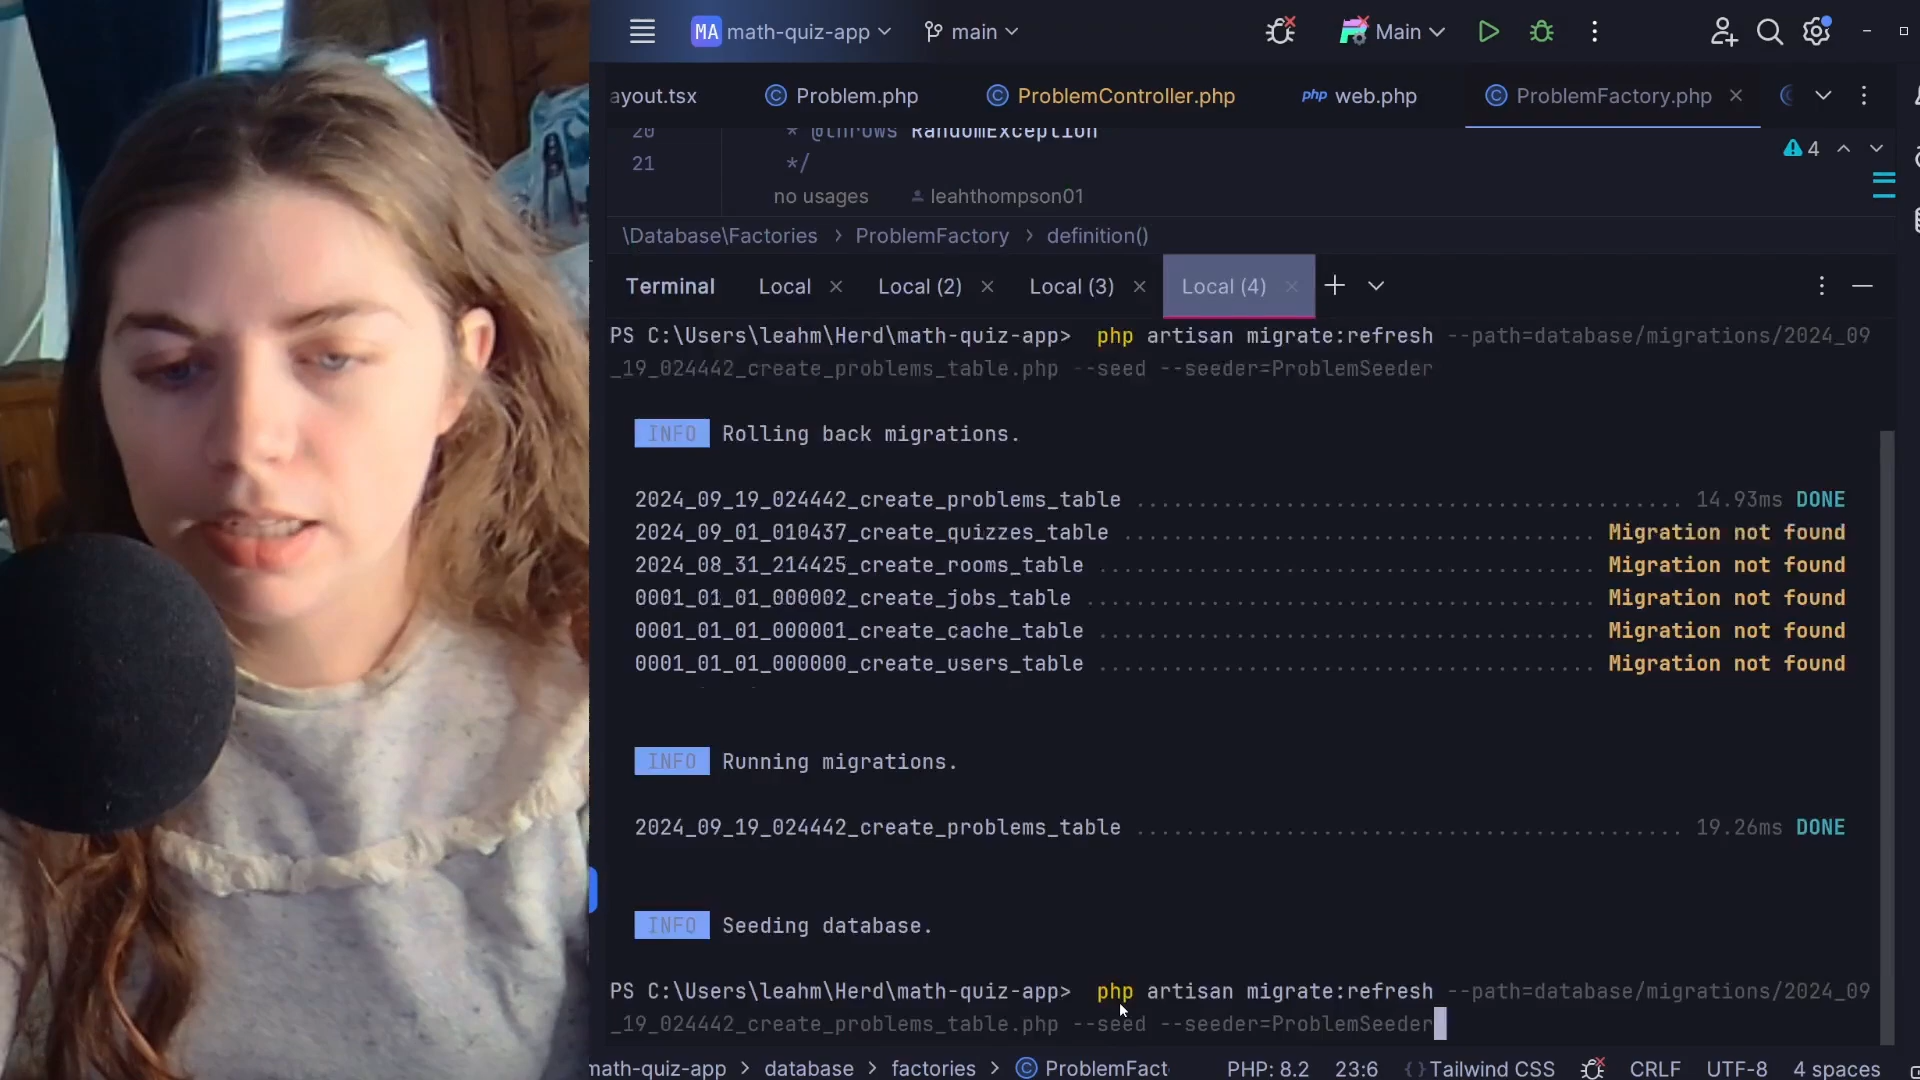 MA math-quiz-app main Main
ayout.tsx Problem.php ProblemController.php php web.php ProblemFactory.php
20 * @throws RandomException
21 */
4
no usages leahthompson01
\Database\Factories › ProblemFactory › definition()
Terminal Local Local (2) Local (3) Local (4)
PS C:\Users\leahm\Herd\math-quiz-app> php artisan migrate:refresh --path=database/migrations/2024_09
_19_024442_create_problems_table.php --seed --seeder=ProblemSeeder
INFO Rolling back migrations.
2024_09_19_024442_create_problems_table ............................................ 14.93ms DONE
2024_09_01_010437_create_quizzes_table ...................................... Migration not found
2024_08_31_214425_create_rooms_table ........................................ Migration not found
0001_01_01_000002_create_jobs_table ......................................... Migration not found
0001_01_01_000001_create_cache_table ........................................ Migration not found
0001_01_01_000000_create_users_table ........................................ Migration not found
INFO Running migrations.
2024_09_19_024442_create_problems_table ............................................ 19.26ms DONE
INFO Seeding database.
PS C:\Users\leahm\Herd\math-quiz-app> php artisan migrate:refresh --path=database/migrations/2024_09
_19_024442_create_problems_table.php --seed --seeder=ProblemSeeder
math-quiz-app > database > factories > ProblemFact PHP: 8.2 23:6 Tailwind CSS CRLF UTF-8 4 spaces